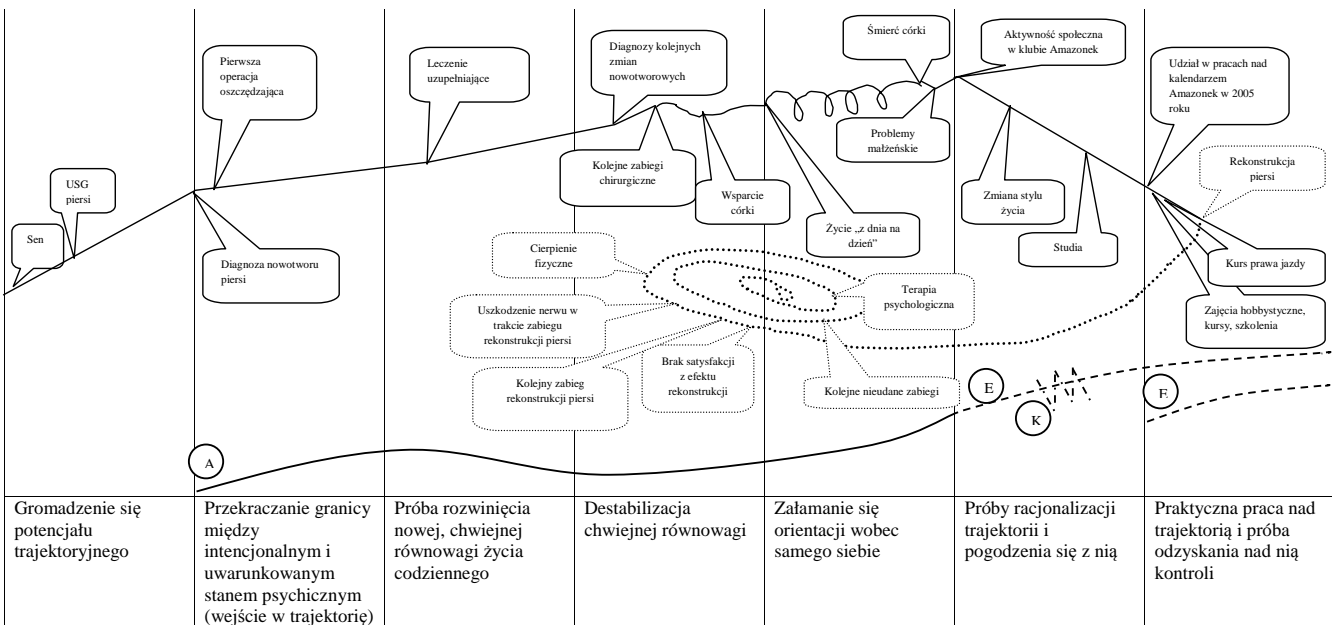 Sen
USG
piersi
Pierwsza
operacja
oszczędzająca
Diagnoza nowotworu
piersi
Leczenie
uzupełniające
Diagnozy kolejnych
zmian
nowotworowych
Kolejne zabiegi
chirurgiczne
Wsparcie
córki
Życie „z dnia na
dzień”
Śmierć córki
Problemy
małżeńskie
Aktywność społeczna
w klubie Amazonek
Zmiana stylu
życia
Studia
Udział w pracach nad
kalendarzem
Amazonek w 2005
roku
Rekonstrukcja
piersi
Kurs prawa jazdy
Zajęcia hobbystyczne,
kursy, szkolenia
Cierpienie
fizyczne
Uszkodzenie nerwu w
trakcie zabiegu
rekonstrukcji piersi
Kolejny zabieg
rekonstrukcji piersi
Brak satysfakcji
z efektu
rekonstrukcji
Terapia
psychologiczna
Kolejne nieudane zabiegi
A
E
K
E
Gromadzenie się
potencjału
trajektoryjnego
Przekraczanie granicy
między
intencjonalnym i
uwarunkowanym
stanem psychicznym
(wejście w trajektorię)
Próba rozwinięcia
nowej, chwiejnej
równowagi życia
codziennego
Destabilizacja
chwiejnej równowagi
Załamanie się
orientacji wobec
samego siebie
Próby racjonalizacji
trajektorii i
pogodzenia się z nią
Praktyczna praca nad
trajektorią i próba
odzyskania nad nią
kontroli